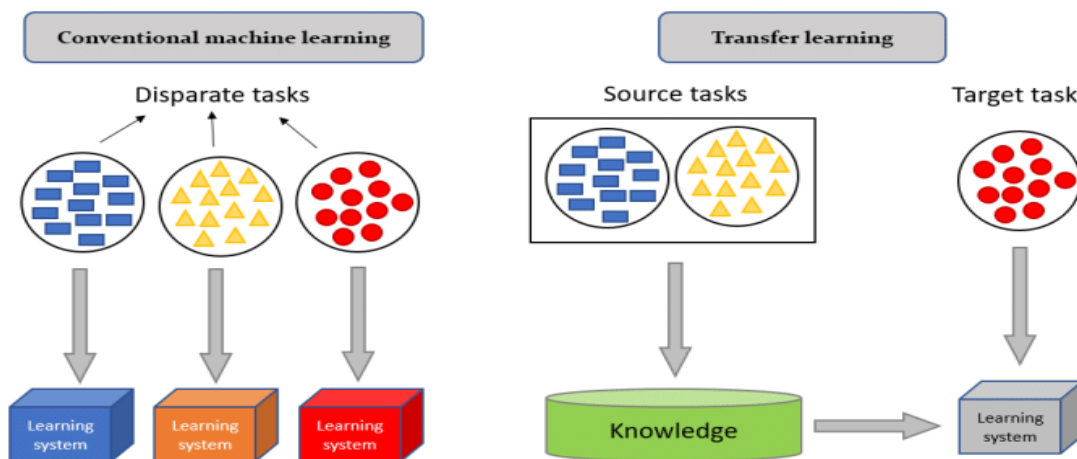 Conventional machine learning
Transfer learning
Disparate tasks
Source tasks
Target task
Learning
system
Learning
system
Learning
system
Knowledge
Learning
system